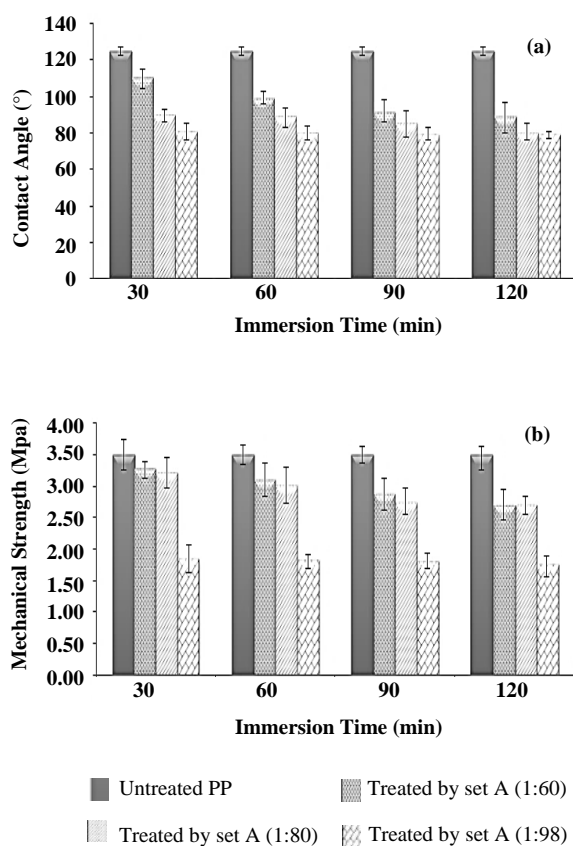 140
(a)
120
100
80
60
40
20
0
Contact Angle (°)
30 60 90 120
Immersion Time (min)
4.00
(b)
3.50
3.00
2.50
2.00
1.50
1.00
0.50
0.00
Mechanical Strength (Mpa)
30 60 90 120
Immersion Time (min)
Untreated PP Treated by set A (1:60)
Treated by set A (1:80) Treated by set A (1:98)